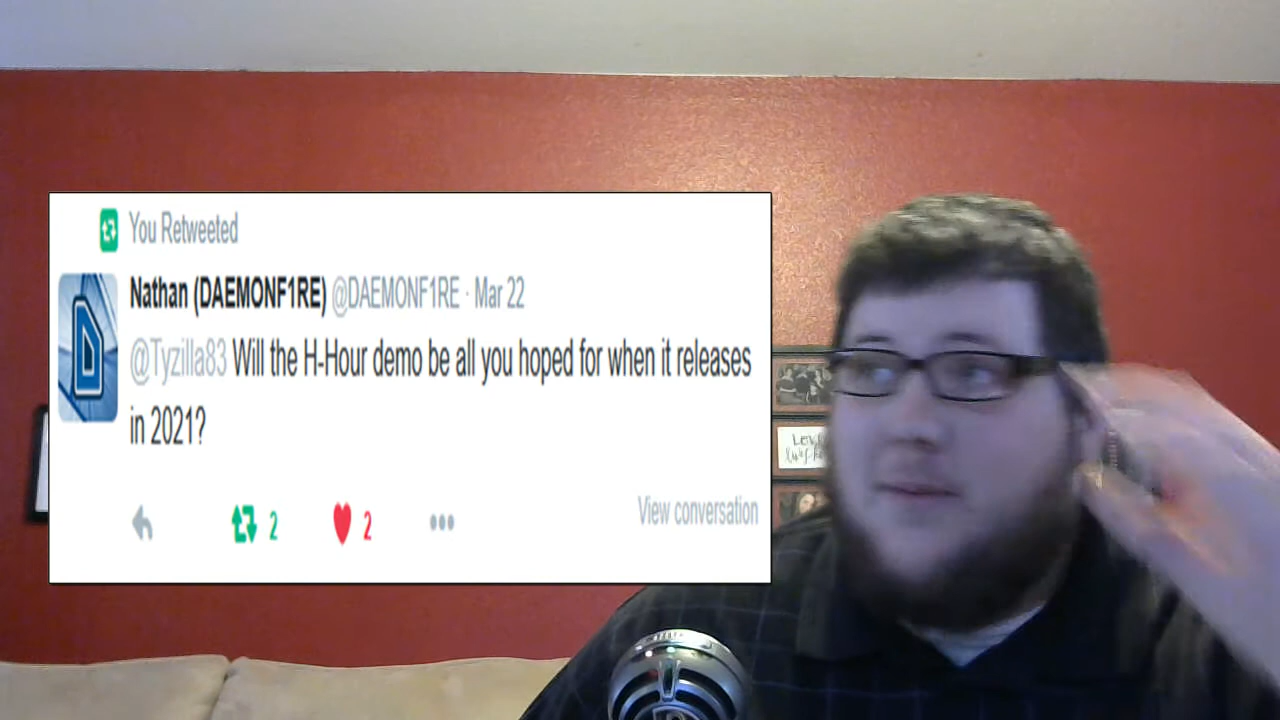 You Retweeted
Nathan (DAEMONF1RE) @DAEMONF1RE · Mar 22
@Tyzilla83 Will the H-Hour demo be all you hoped for when it releases
in 2021?
2 2
View conversation